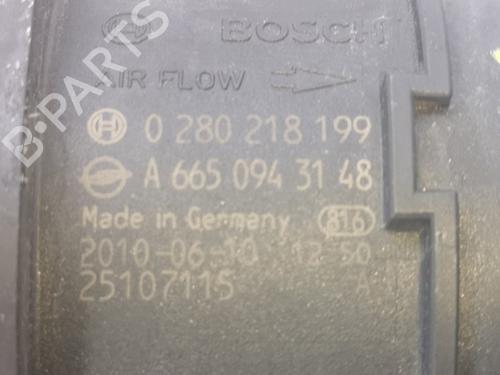 BOSCH
AIR FLOW
0 280 218 199
A 665 094 31 48
Made in Germany 816
2010-06-10 12:50
25107115 A
B-PARTS